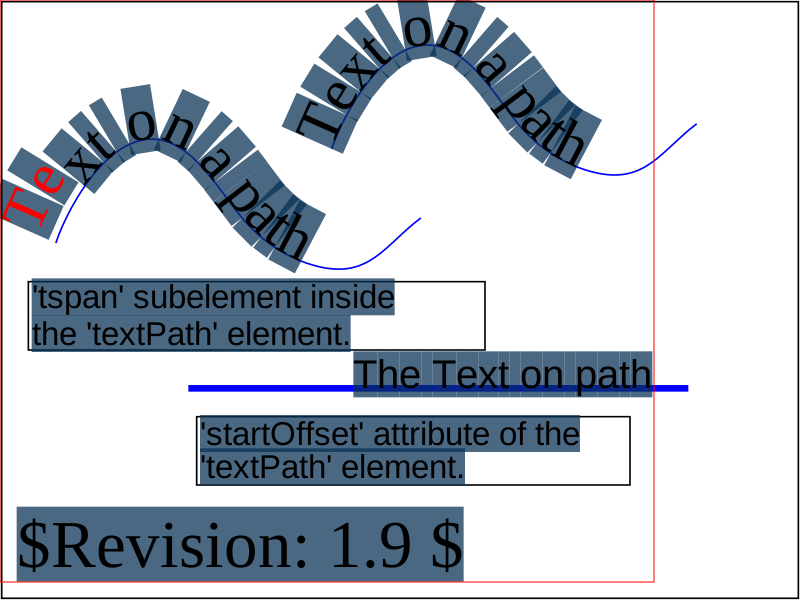 Text on a path
Text on a path
'tspan' subelement inside
the 'textPath' element.
The Text on path
'startOffset' attribute of the
'textPath' element.
$Revision: 1.9 $